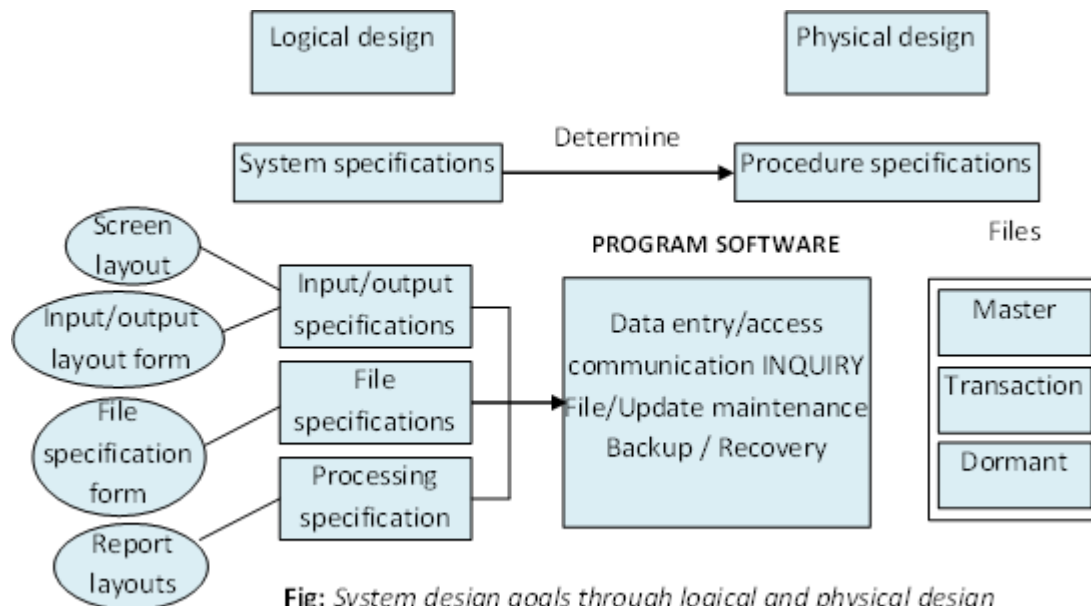 Logical design
Physical design
Determine
System specifications
Procedure specifications
Screen
layout
Input/output
layout form
File
specification
form
Report
layouts
Input/output
specifications
File
specifications
Processing
specification
PROGRAM SOFTWARE
Data entry/access
communication INQUIRY
File/Update maintenance
Backup / Recovery
Files
Master
Transaction
Dormant
Fig: System design goals through logical and physical design